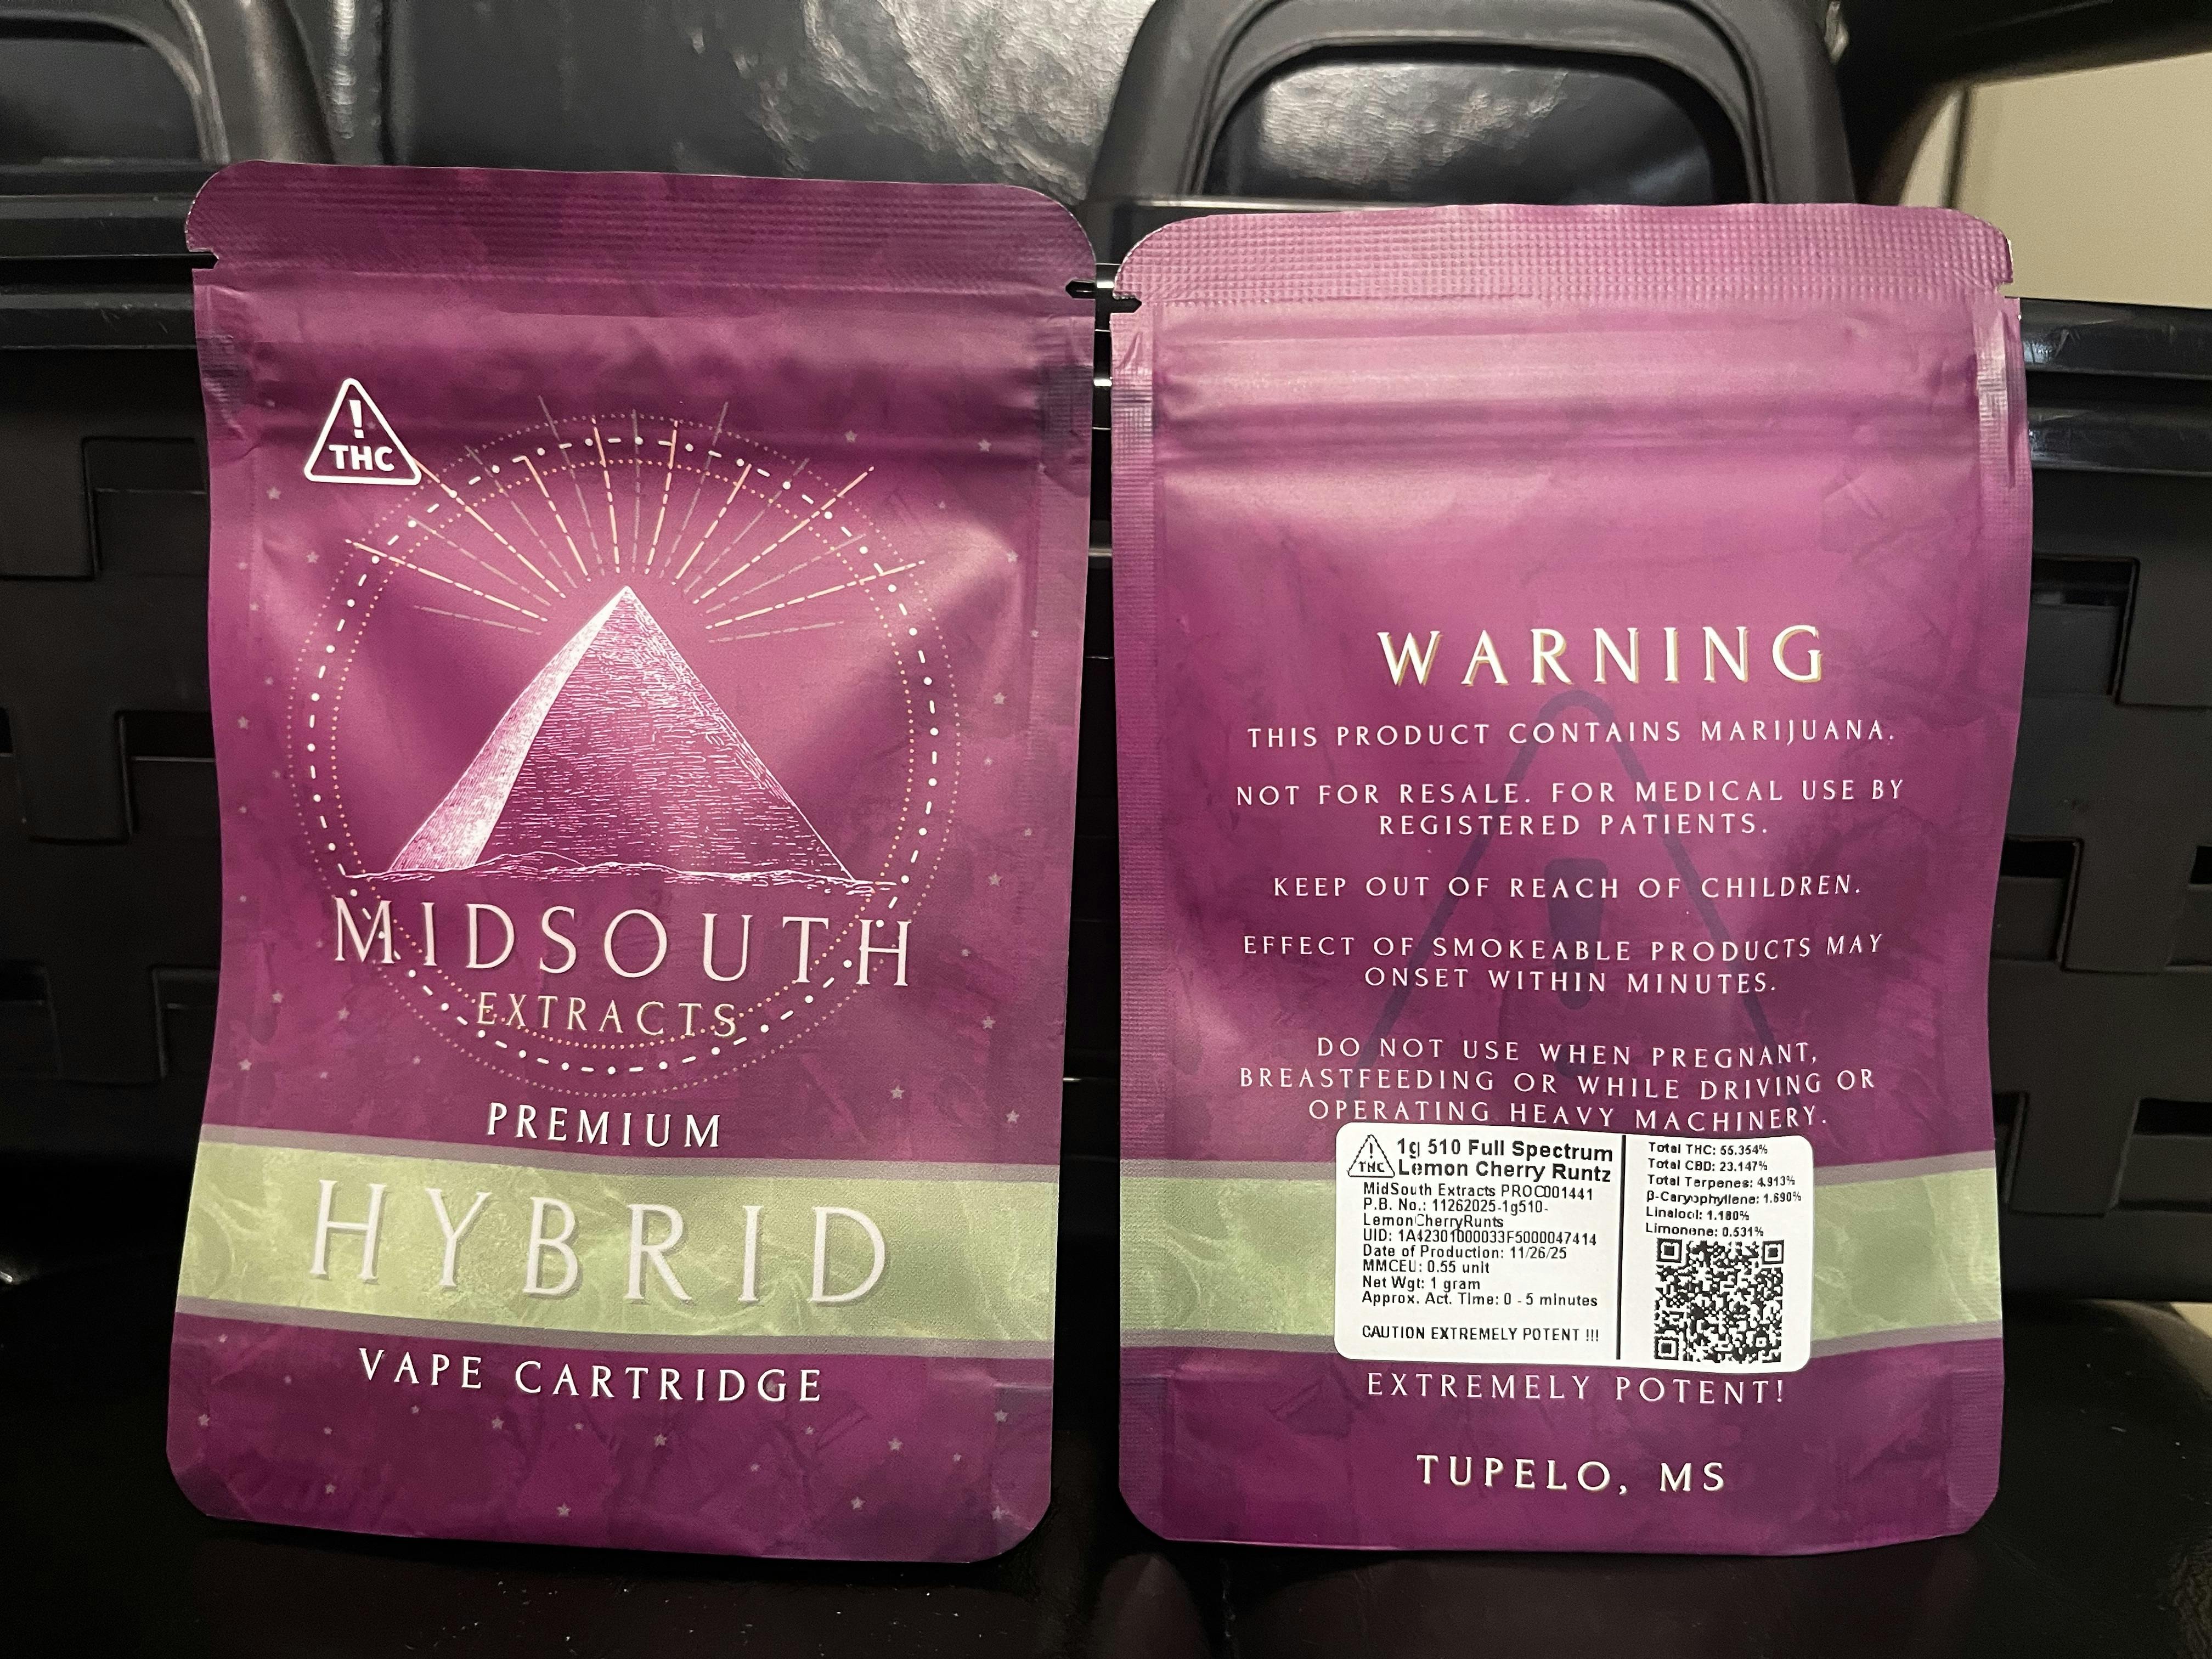 !
THC
MIDSOUTH
EXTRACTS
PREMIUM
HYBRID
VAPE CARTRIDGE
WARNING
THIS PRODUCT CONTAINS MARIJUANA.
NOT FOR RESALE. FOR MEDICAL USE BY
REGISTERED PATIENTS.
KEEP OUT OF REACH OF CHILDREN.
EFFECT OF SMOKEABLE PRODUCTS MAY
ONSET WITHIN MINUTES.
DO NOT USE WHEN PREGNANT,
BREASTFEEDING OR WHILE DRIVING OR
OPERATING HEAVY MACHINERY.
!
THC
1g 510 Full Spectrum
Lemon Cherry Runtz
MidSouth Extracts PROC001441
P.B. No.: 11262025-1g510-
LemonCherryRunts
UID: 1A42301000033F5000047414
Date of Production: 11/26/25
MMCEU: 0.55 unit
Net Wgt: 1 gram
Approx. Act. Time: 0 - 5 minutes
CAUTION EXTREMELY POTENT !!!
Total THC: 55.354%
Total CBD: 23.147%
Total Terpenes: 4.913%
β-Caryophyllene: 1.690%
Linalool: 1.180%
Limonene: 0.531%
EXTREMELY POTENT!
TUPELO, MS